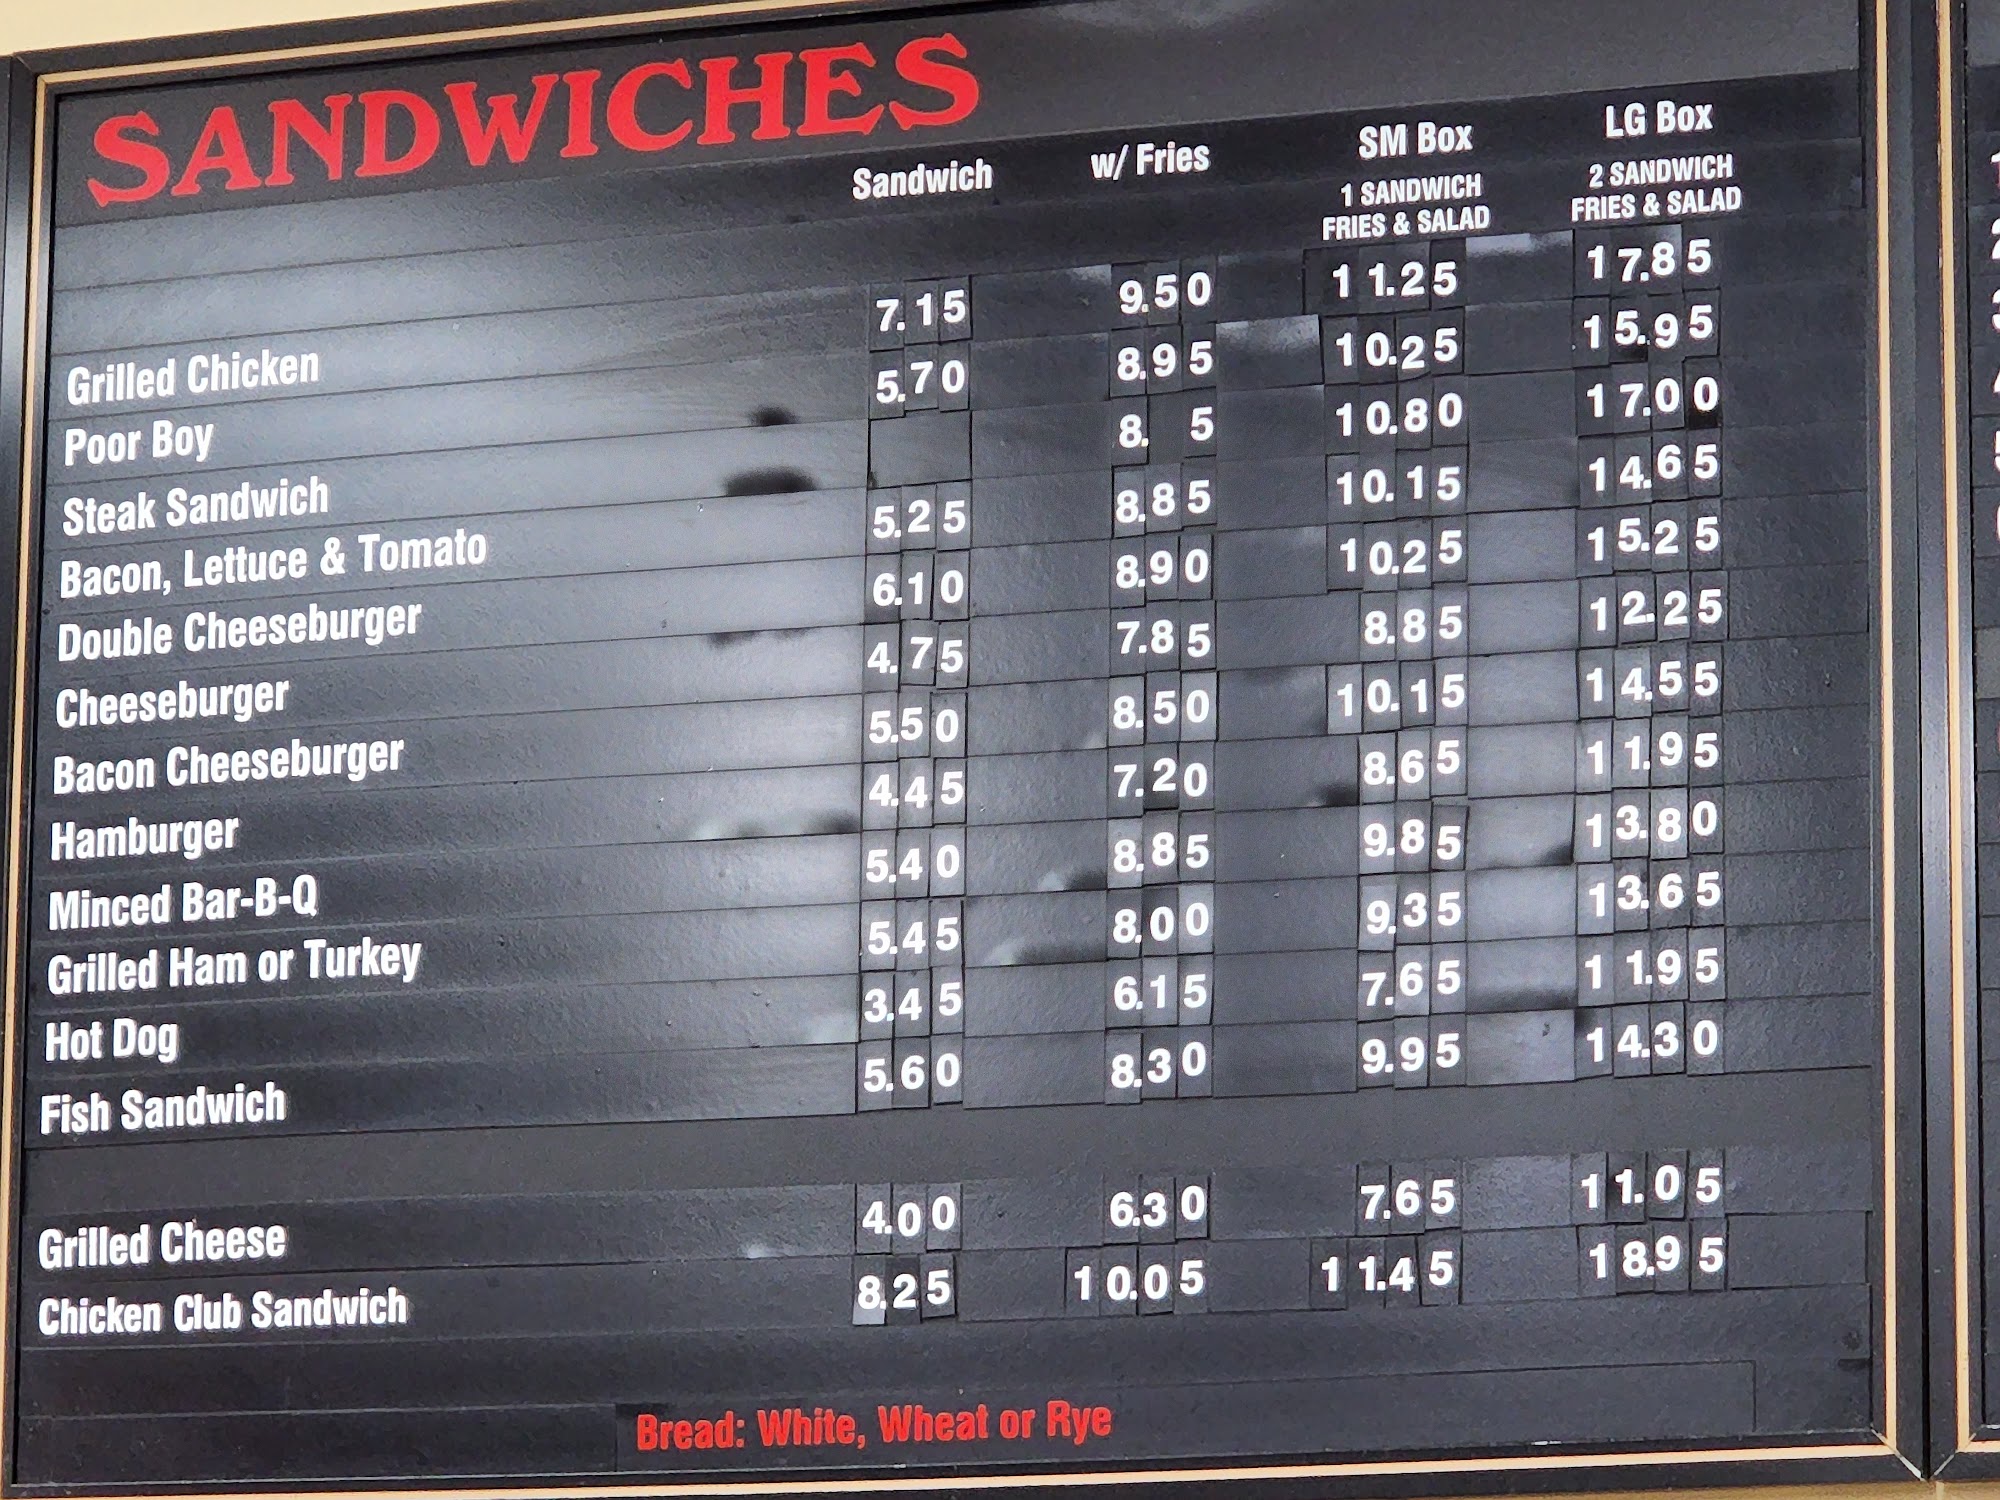 SANDWICHES
Sandwich w/ Fries SM Box LG Box
1 SANDWICH FRIES & SALAD 2 SANDWICH FRIES & SALAD
Grilled Chicken 7.15 9.50 11.25 17.85
Poor Boy 5.70 8.95 10.25 15.95
Steak Sandwich 8. 5 10.80 17.00
Bacon, Lettuce & Tomato 5.25 8.85 10.15 14.65
Double Cheeseburger 6.10 8.90 10.25 15.25
Cheeseburger 4.75 7.85 8.85 12.25
Bacon Cheeseburger 5.50 8.50 10.15 14.55
Hamburger 4.45 7.20 8.65 11.95
Minced Bar-B-Q 5.40 8.85 9.85 13.80
Grilled Ham or Turkey 5.45 8.00 9.35 13.65
Hot Dog 3.45 6.15 7.65 11.95
Fish Sandwich 5.60 8.30 9.95 14.30
Grilled Cheese 4.00 6.30 7.65 11.05
Chicken Club Sandwich 8.25 10.05 11.45 18.95
Bread: White, Wheat or Rye